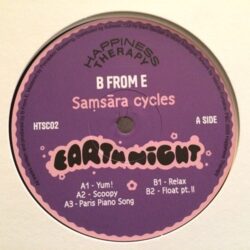 HAPPINESS
THERAPY
B FROM E
Saṃsāra cycles
HTSC02
A SIDE
EARTH NIGHT
A1 - Yum!
A2 - Scoopy
A3 - Paris Piano Song
B1 - Relax
B2 - Float pt. II